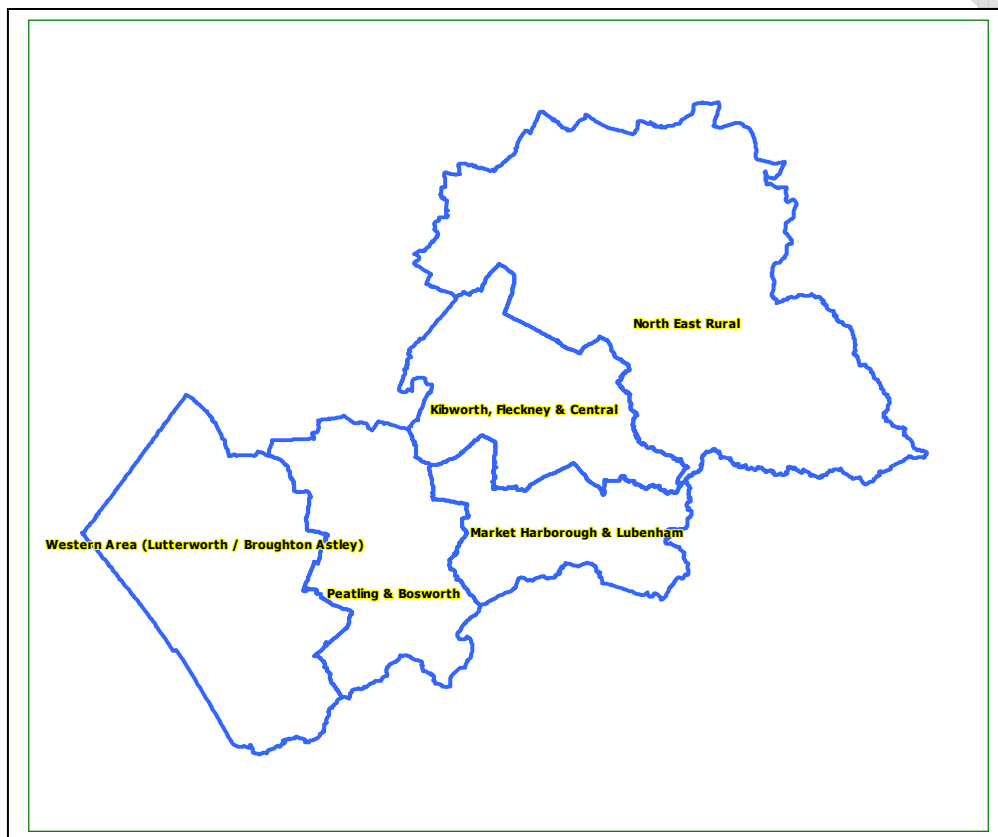 North East Rural
Kibworth, Fleckney & Central
Market Harborough & Lubenham
Western Area (Lutterworth / Broughton Astley)
Peatling & Bosworth